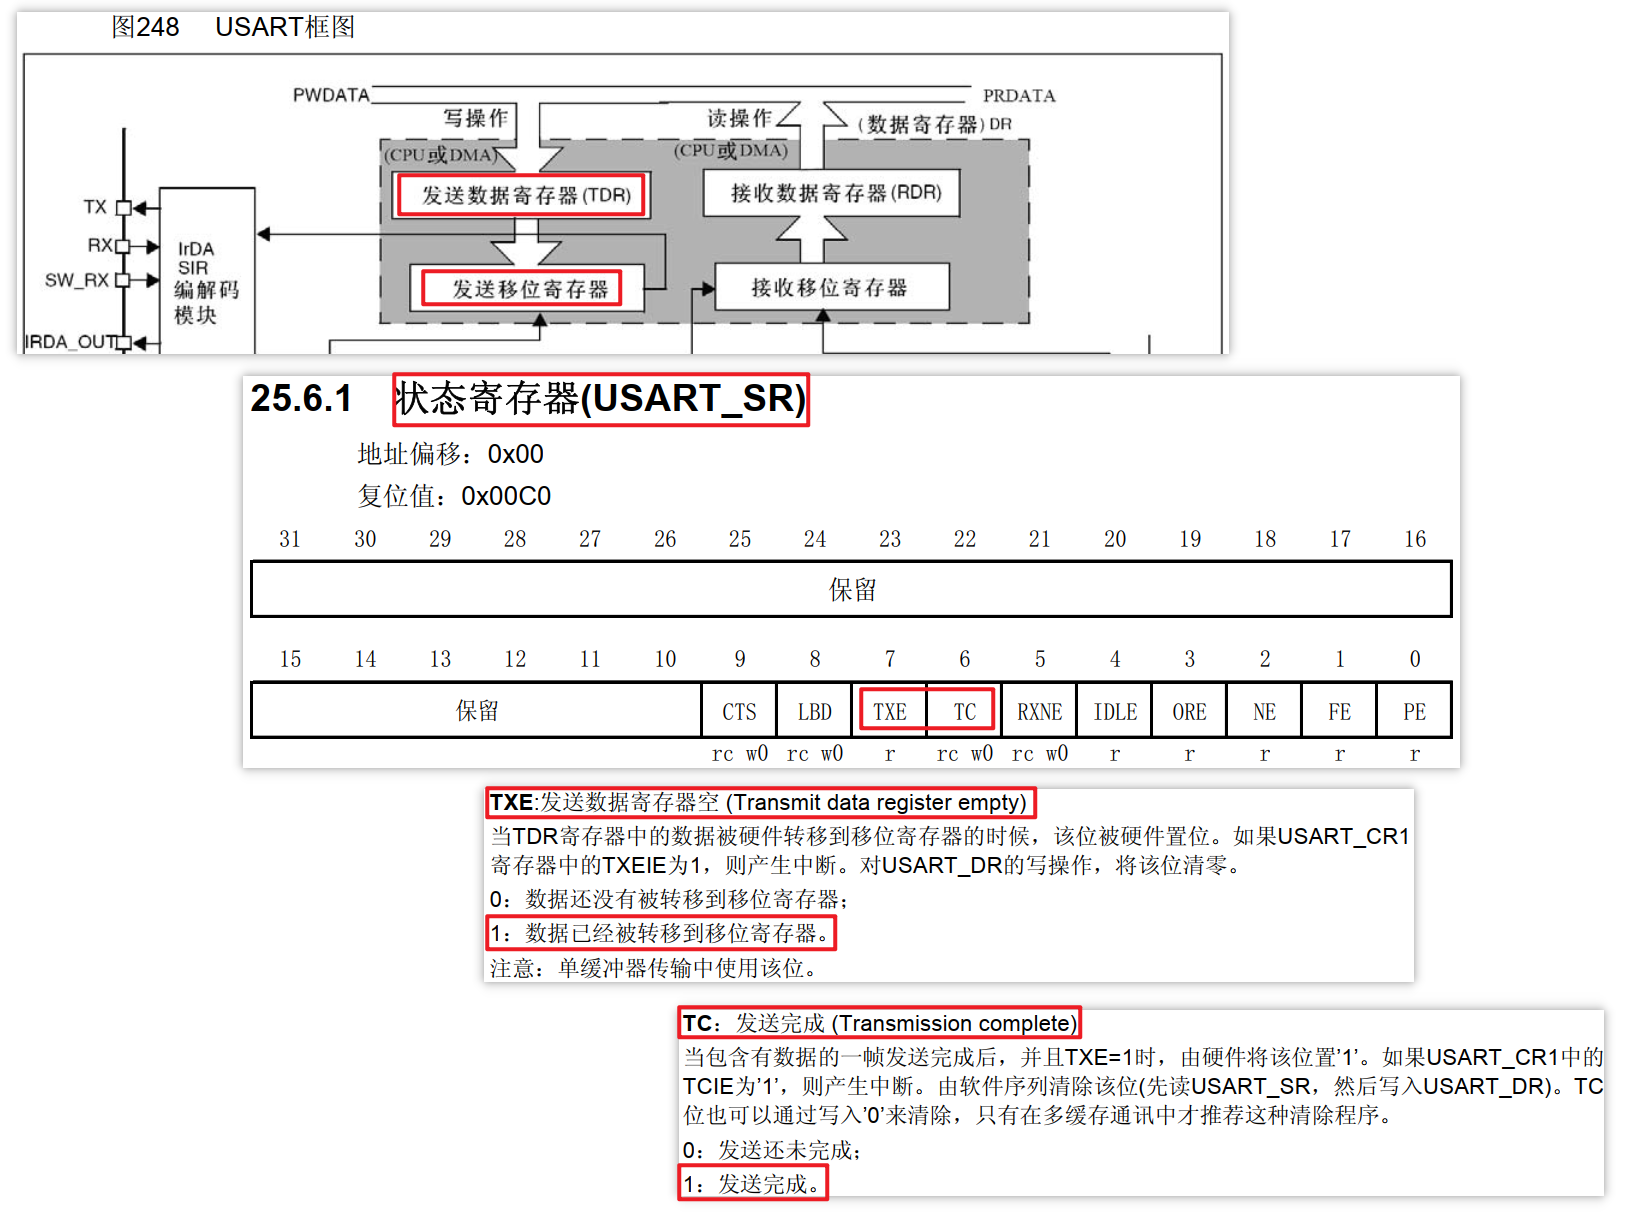 图248 USART框图
PWDATA
PRDATA
写操作
读操作
(数据寄存器)DR
(CPU或DMA)
(CPU或DMA)
发送数据寄存器(TDR)
接收数据寄存器(RDR)
TX
RX
SW_RX
IRDA_OUT
IrDA
SIR
编解码
模块
发送移位寄存器
接收移位寄存器
25.6.1 状态寄存器(USART_SR)
地址偏移：0x00
复位值：0x00C0
31 30 29 28 27 26 25 24 23 22 21 20 19 18 17 16
保留
15 14 13 12 11 10 9 8 7 6 5 4 3 2 1 0
保留 CTS LBD TXE TC RXNE IDLE ORE NE FE PE
rc w0 rc w0 r rc w0 rc w0 r r r r r
TXE:发送数据寄存器空 (Transmit data register empty)
当TDR寄存器中的数据被硬件转移到移位寄存器的时候，该位被硬件置位。如果USART_CR1
寄存器中的TXEIE为1，则产生中断。对USART_DR的写操作，将该位清零。
0：数据还没有被转移到移位寄存器；
1：数据已经被转移到移位寄存器。
注意：单缓冲器传输中使用该位。
TC：发送完成 (Transmission complete)
当包含有数据的一帧发送完成后，并且TXE=1时，由硬件将该位置’1’。如果USART_CR1中的
TCIE为’1’，则产生中断。由软件序列清除该位(先读USART_SR，然后写入USART_DR)。TC
位也可以通过写入’0’来清除，只有在多缓存通讯中才推荐这种清除程序。
0：发送还未完成；
1：发送完成。